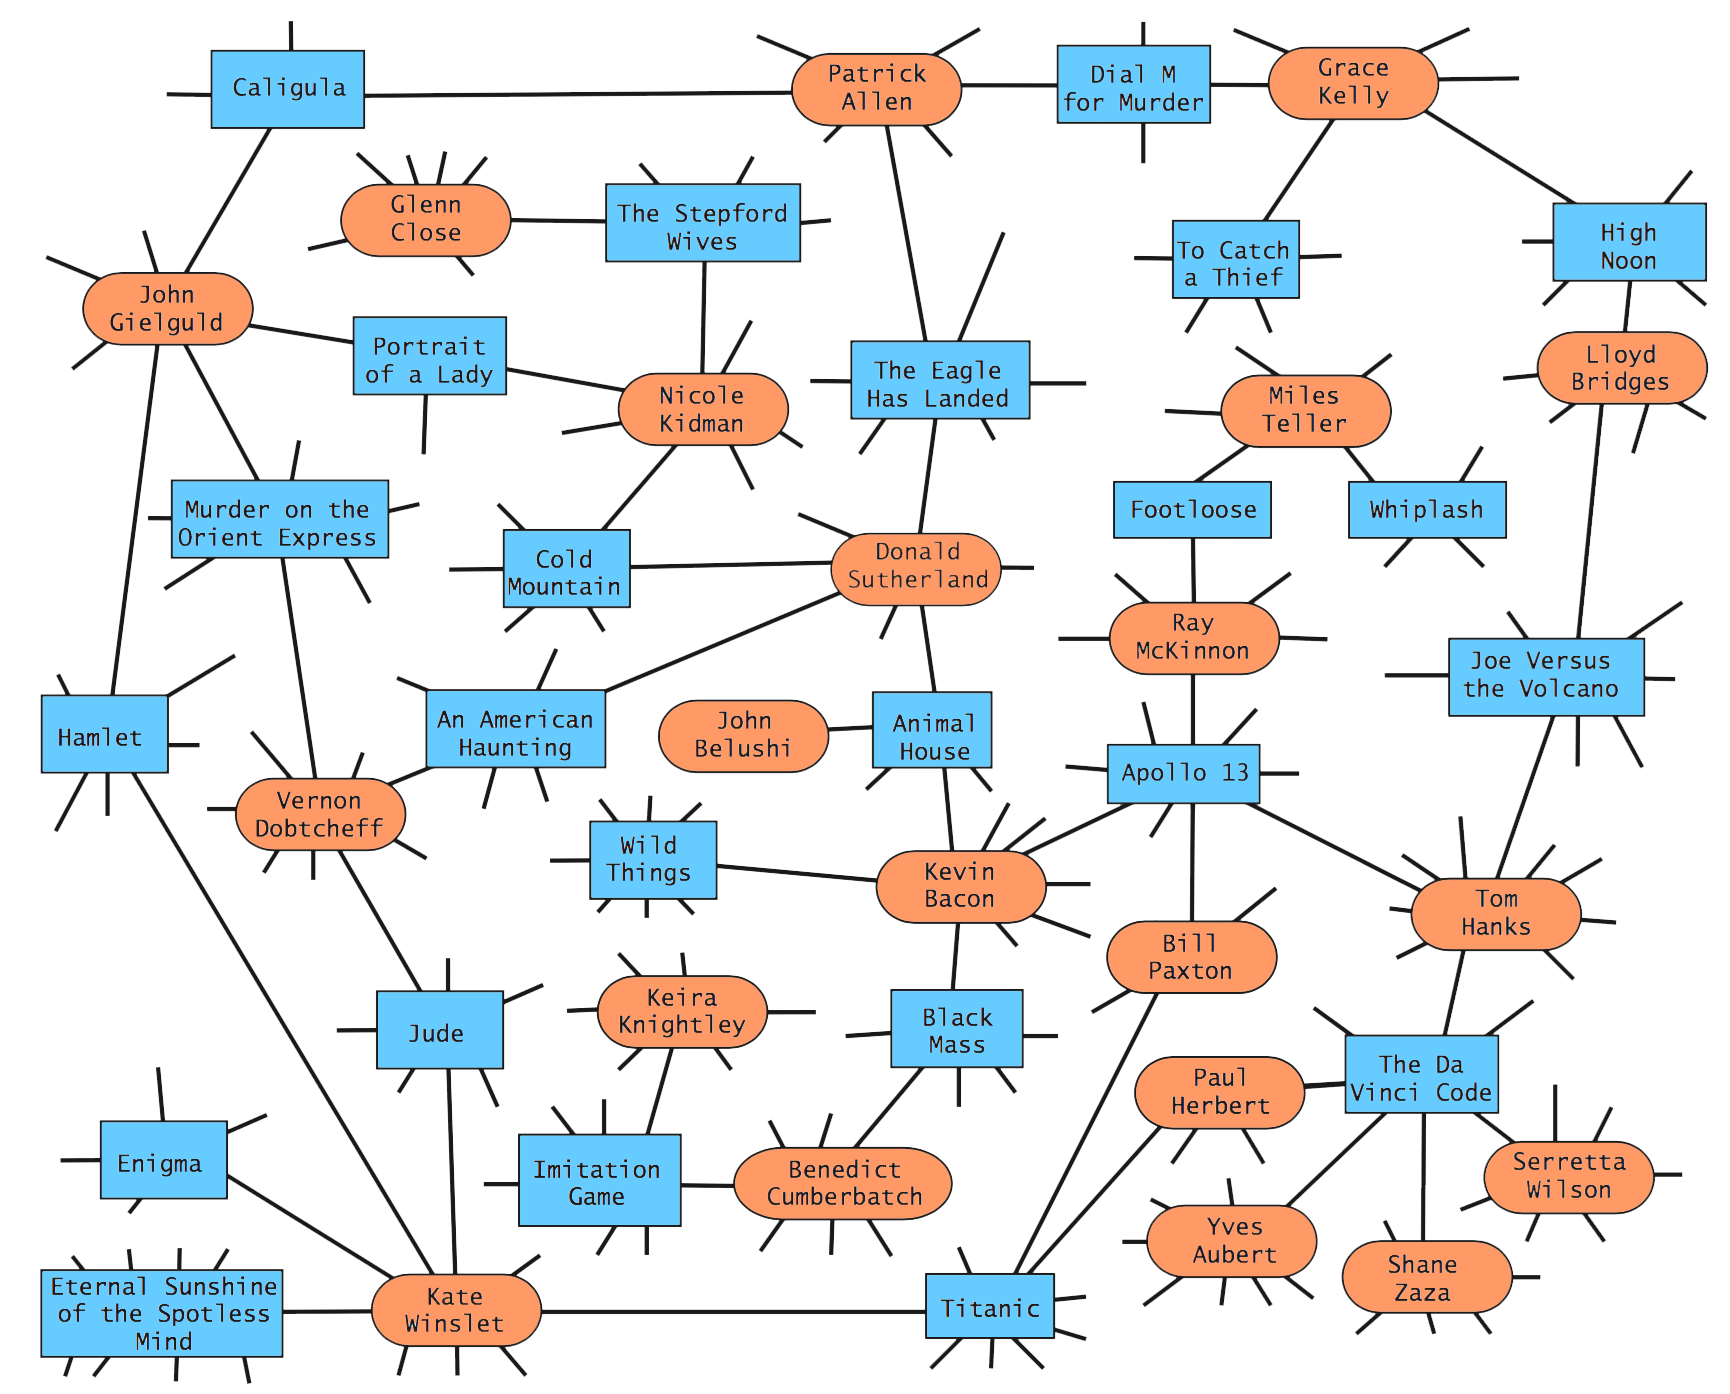 Caligula
Patrick
Allen
Dial M
for Murder
Grace
Kelly
Glenn
Close
The Stepford
Wives
To Catch
a Thief
High
Noon
John
Gielguld
Portrait
of a Lady
Nicole
Kidman
The Eagle
Has Landed
Miles
Teller
Lloyd
Bridges
Murder on the
Orient Express
Cold
Mountain
Donald
Sutherland
Footloose
Whiplash
Ray
McKinnon
Joe Versus
the Volcano
Hamlet
An American
Haunting
John
Belushi
Animal
House
Apollo 13
Vernon
Dobtcheff
Wild
Things
Kevin
Bacon
Tom
Hanks
Bill
Paxton
Jude
Keira
Knightley
Black
Mass
Paul
Herbert
The Da
Vinci Code
Enigma
Imitation
Game
Benedict
Cumberbatch
Serretta
Wilson
Yves
Aubert
Shane
Zaza
Eternal Sunshine
of the Spotless
Mind
Kate
Winslet
Titanic